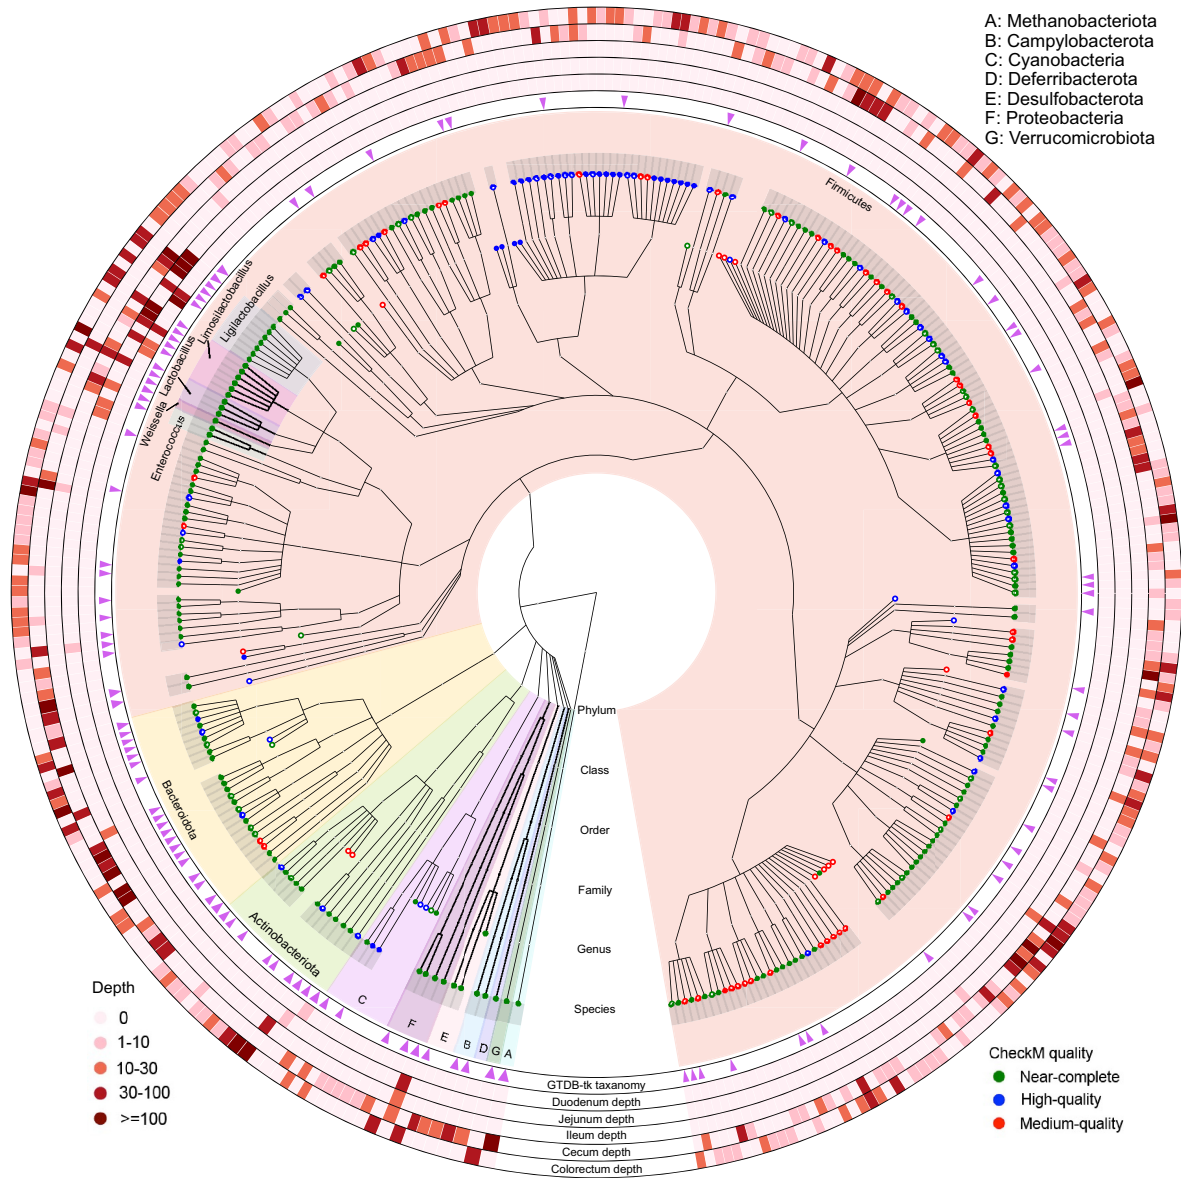 A: Methanobacteriota
B: Campylobacterota
C: Cyanobacteria
D: Deferribacterota
E: Desulfobacterota
F: Proteobacteria
G: Verrucomicrobiota
Firmicutes
Limosilactobacillus
Ligilactobacillus
Lactobacillus
Weissella
Enterococcus
Bacteroidota
Actinobacteriota
C
F
E
B
D
G
A
Phylum
Class
Order
Family
Genus
Species
GTDB-tk taxanomy
Duodenum depth
Jejunum depth
Ileum depth
Cecum depth
Colorectum depth
Depth
0
1-10
10-30
30-100
>=100
CheckM quality
Near-complete
High-quality
Medium-quality